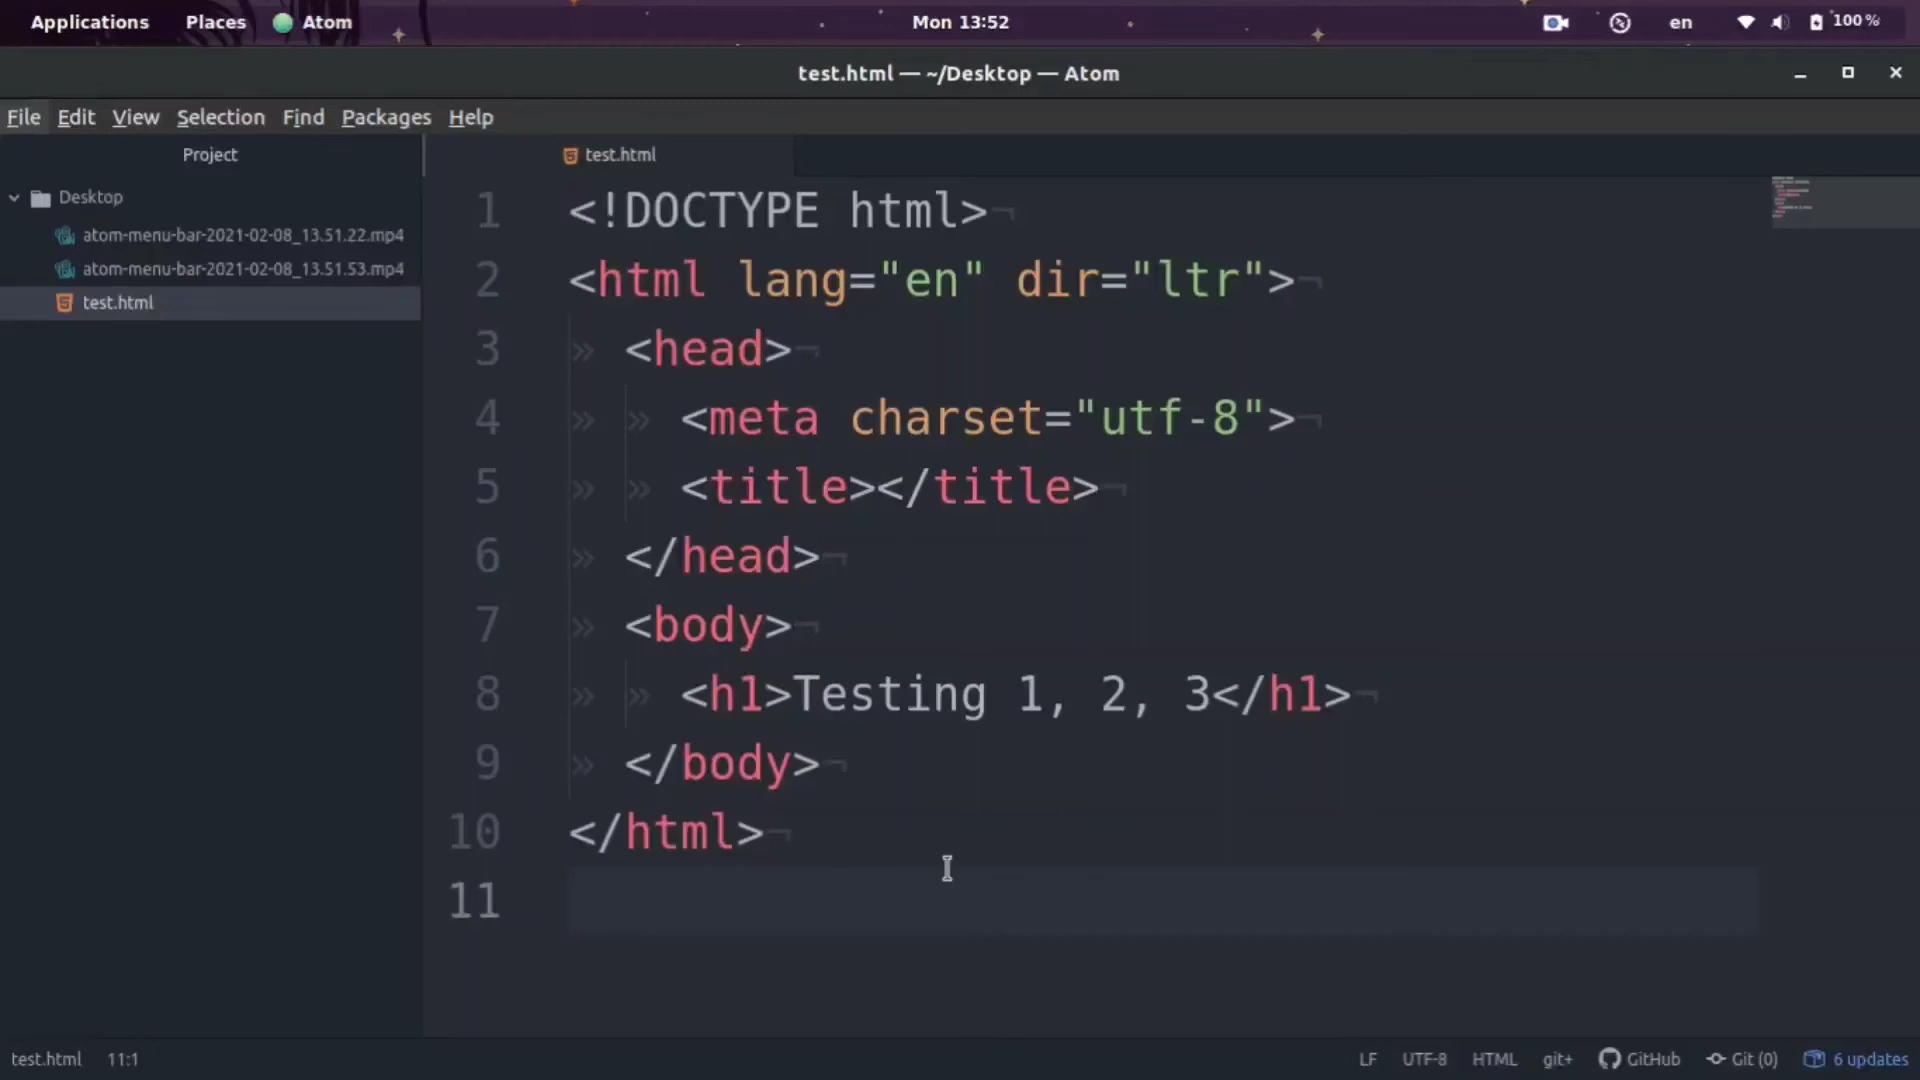 Applications Places Atom Mon 13:52 en 100%
test.html — ~/Desktop — Atom
File Edit View Selection Find Packages Help
Project
Desktop
atom-menu-bar-2021-02-08_13.51.22.mp4
atom-menu-bar-2021-02-08_13.51.53.mp4
test.html
test.html
1 <!DOCTYPE html>¬
2 <html lang="en" dir="ltr">¬
3 » <head>¬
4 » » <meta charset="utf-8">¬
5 » » <title></title>¬
6 » </head>¬
7 » <body>¬
8 » » <h1>Testing 1, 2, 3</h1>¬
9 » </body>¬
10 </html>¬
11
test.html 11:1 LF UTF-8 HTML git+ GitHub Git (0) 6 updates